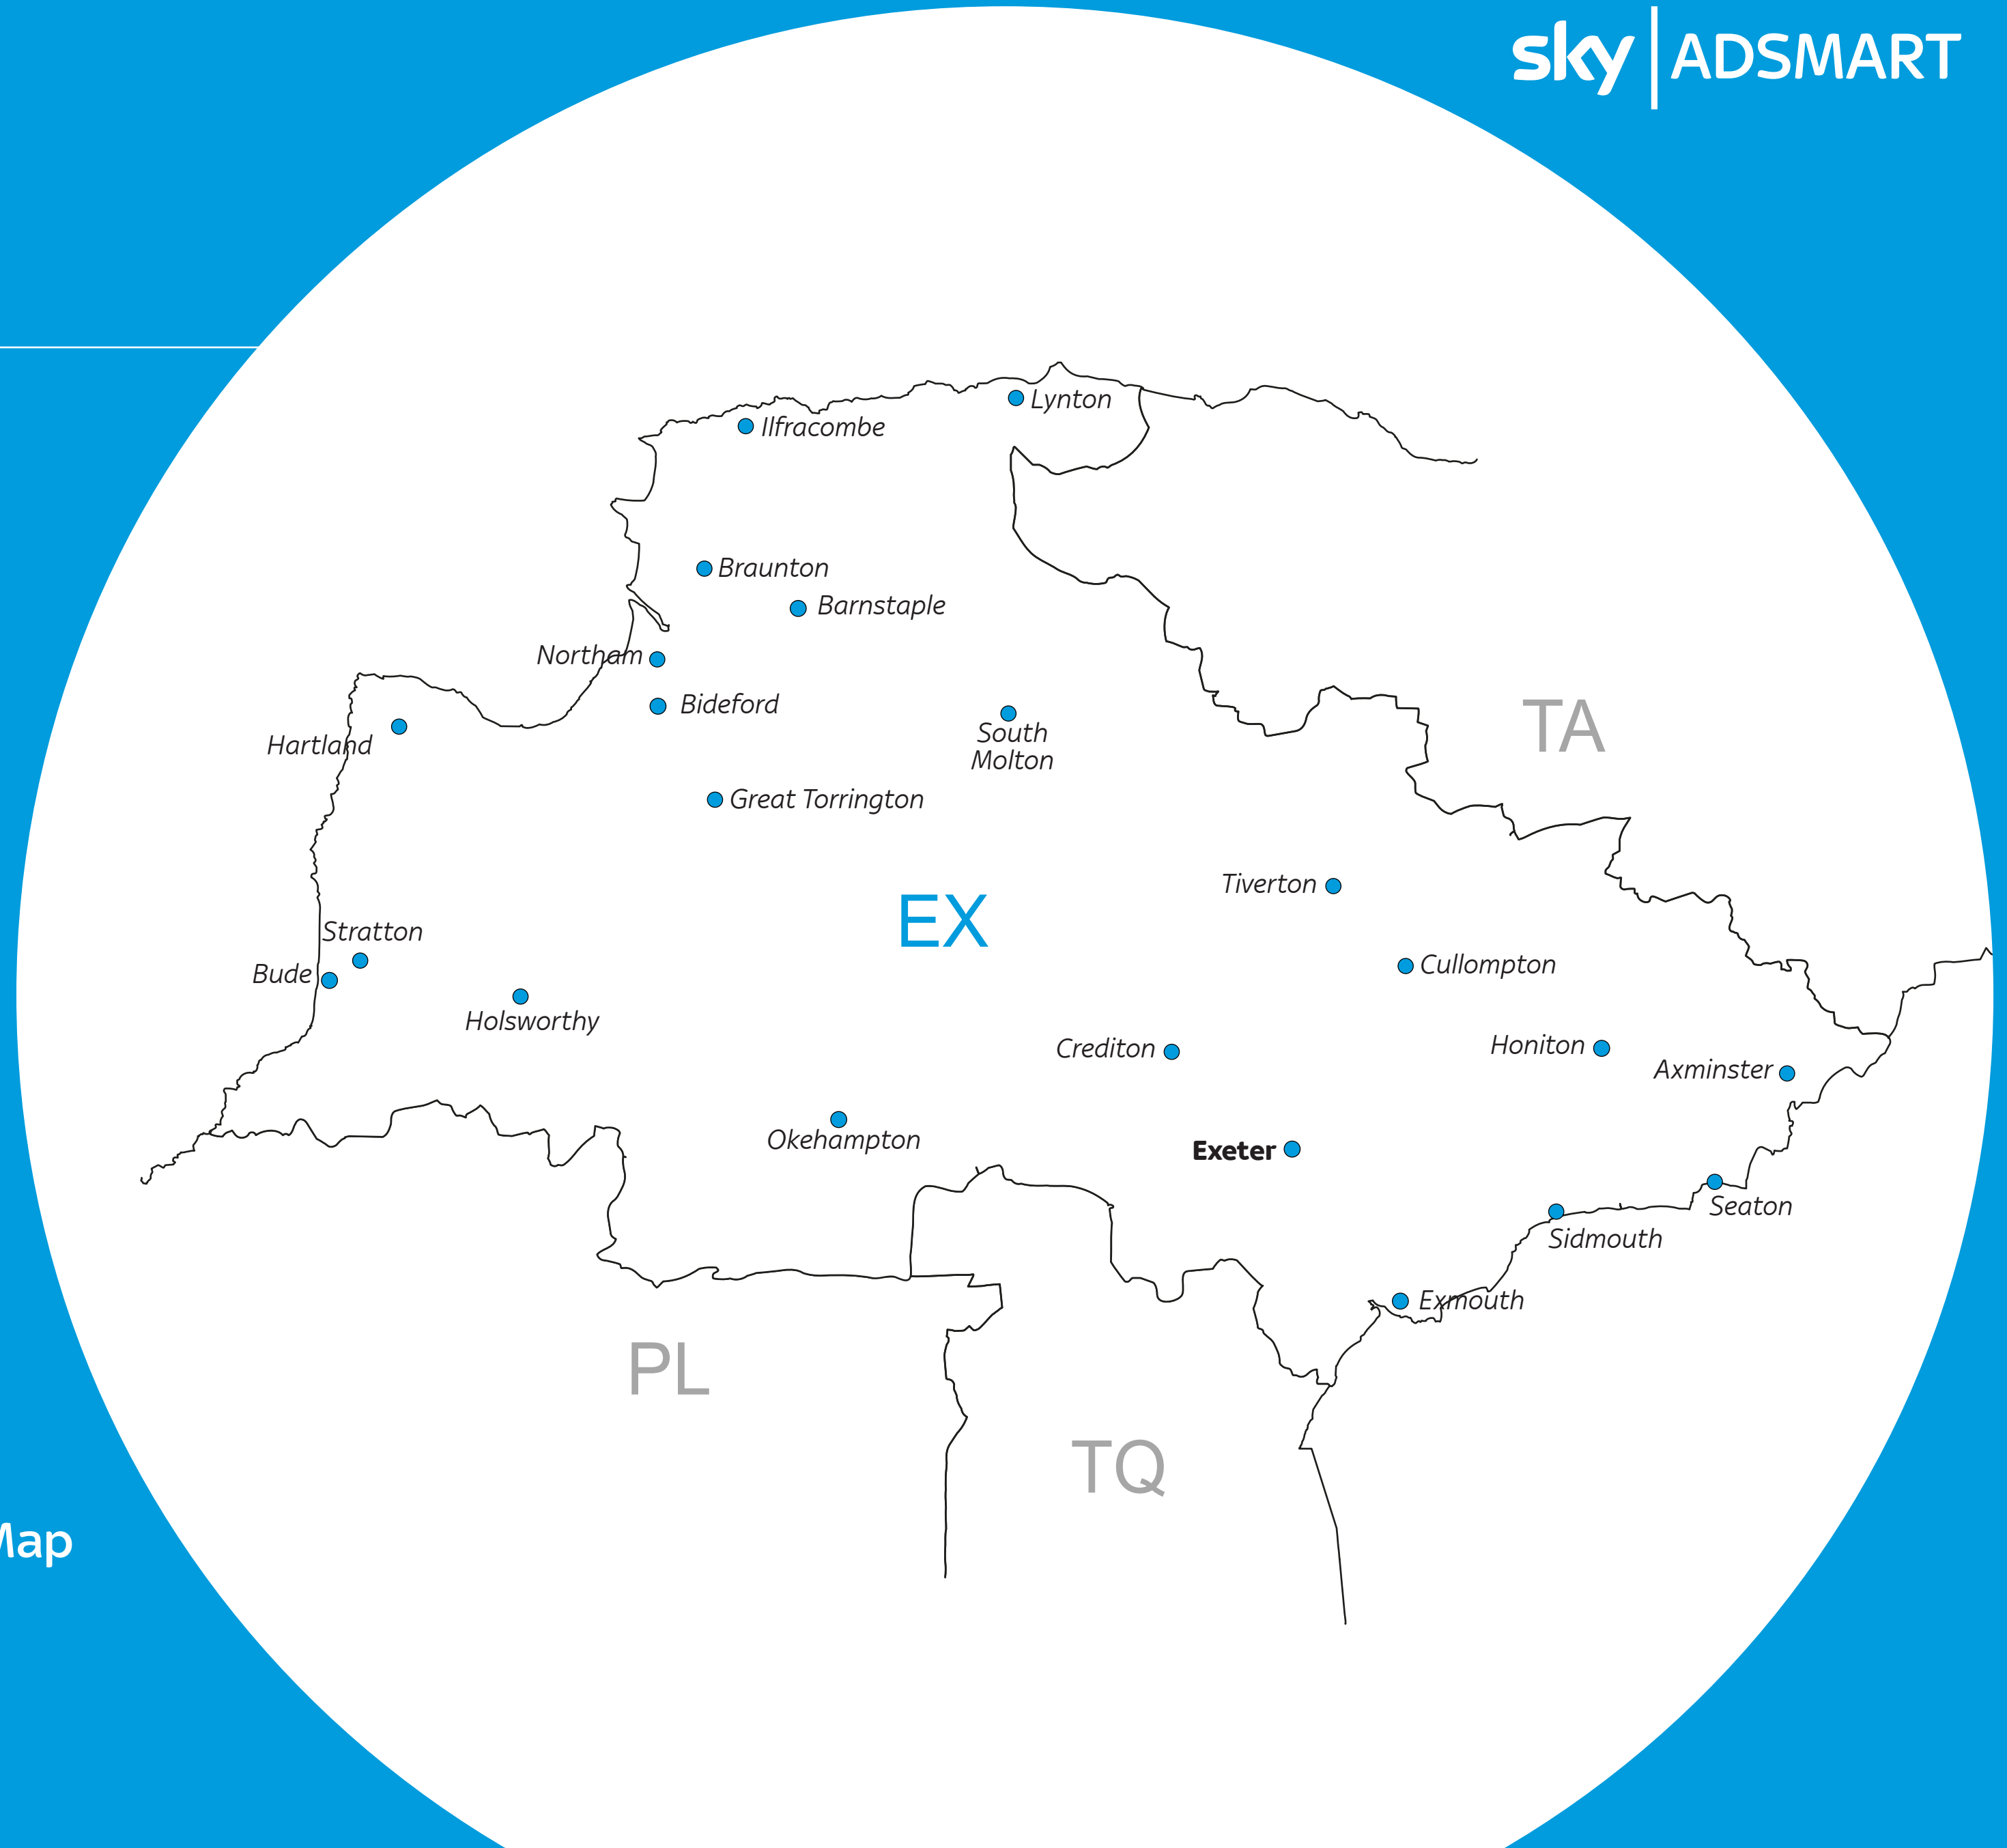 sky | ADSMART
Lynton
Ilfracombe
Braunton
Barnstaple
Northam
Bideford
TA
South
Molton
Hartland
Great Torrington
Tiverton
EX
Stratton
Cullompton
Bude
Holsworthy
Crediton
Honiton
Axminster
Okehampton
Exeter
Seaton
Sidmouth
Exmouth
PL
TQ
Map